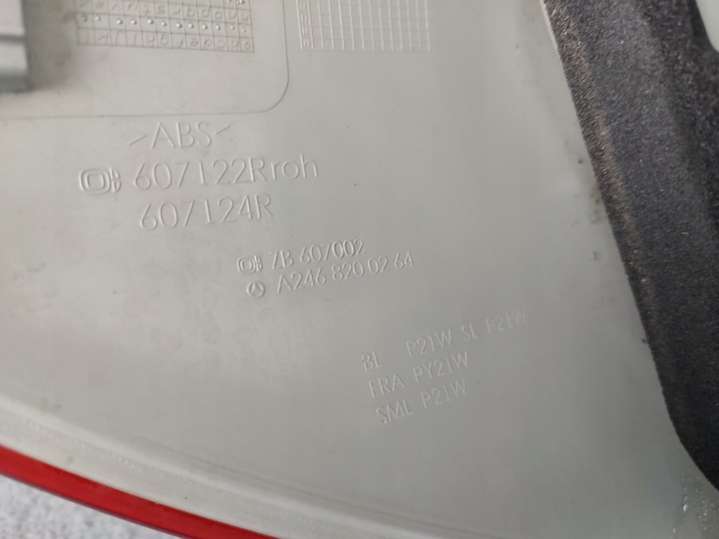 >ABS<
607122Rroh
607124R
ZB 607002
A246 820 02 64
BL P21W SL P21W
FRA PY21W
SML P21W